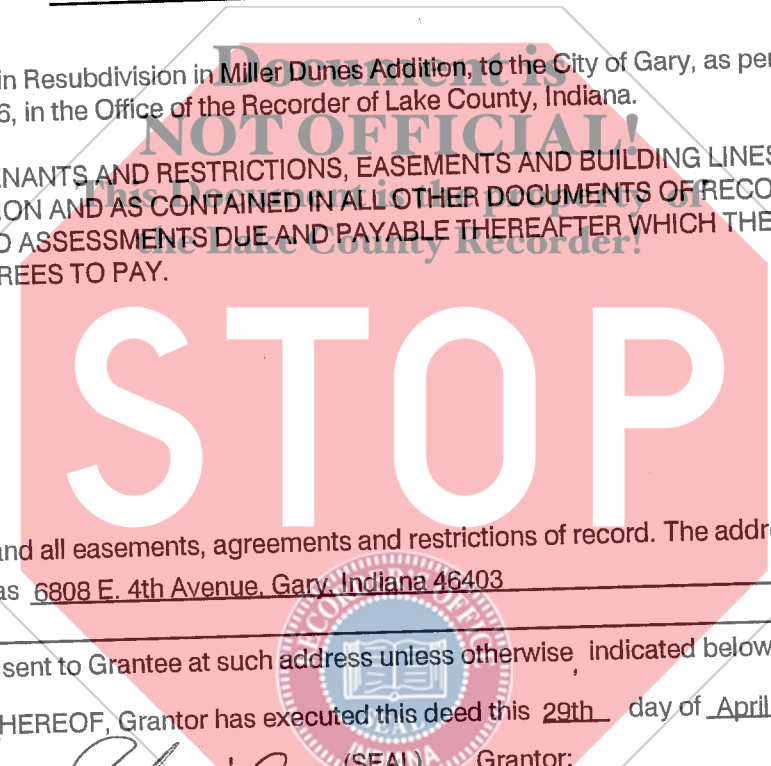 Document is
in Resubdivision in Miller Dunes Addition, to the City of Gary, as per
6, in the Office of the Recorder of Lake County, Indiana.
NOT OFFICIAL!
NANTS AND RESTRICTIONS, EASEMENTS AND BUILDING LINES
This Document is the property of
ON AND AS CONTAINED IN ALL OTHER DOCUMENTS OF RECO
O ASSESSMENTS DUE AND PAYABLE THEREAFTER WHICH THE
the Lake County Recorder!
REES TO PAY.
STOP
and all easements, agreements and restrictions of record. The addre
as 6808 E. 4th Avenue, Gary, Indiana 46403
sent to Grantee at such address unless otherwise indicated below
HEREOF, Grantor has executed this deed this 29th day of April
(SEAL) Grantor:
SEAL
INDIANA